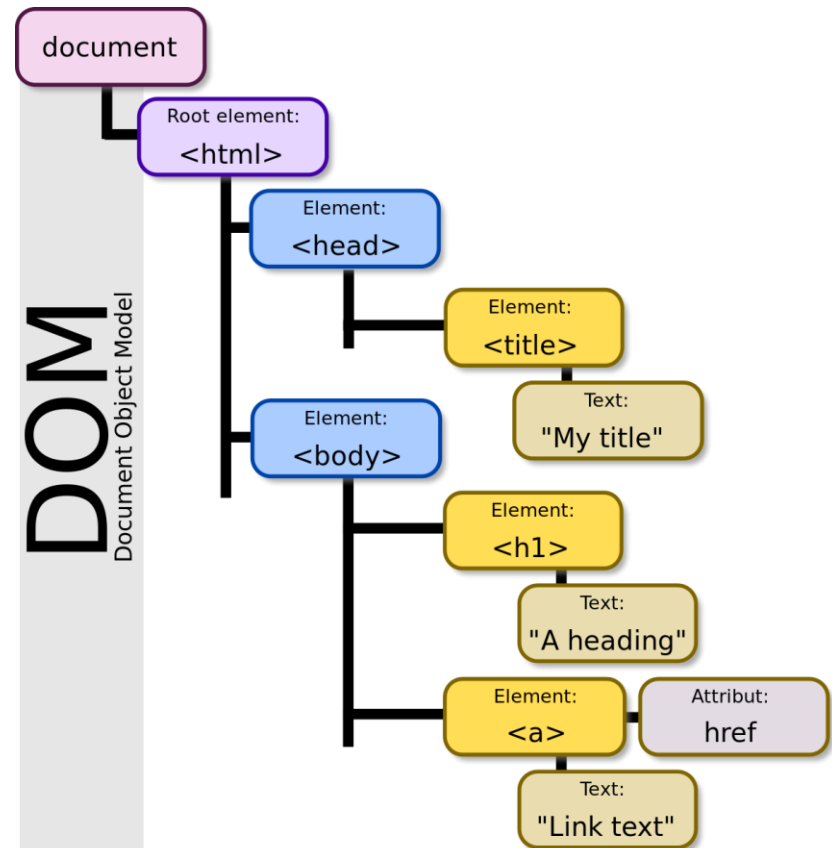 document
Root element:
<html>
Element:
<head>
Element:
<title>
Text:
"My title"
Element:
<body>
Element:
<h1>
Text:
"A heading"
Element:
<a>
Attribut:
href
Text:
"Link text"
DOM
Document Object Model